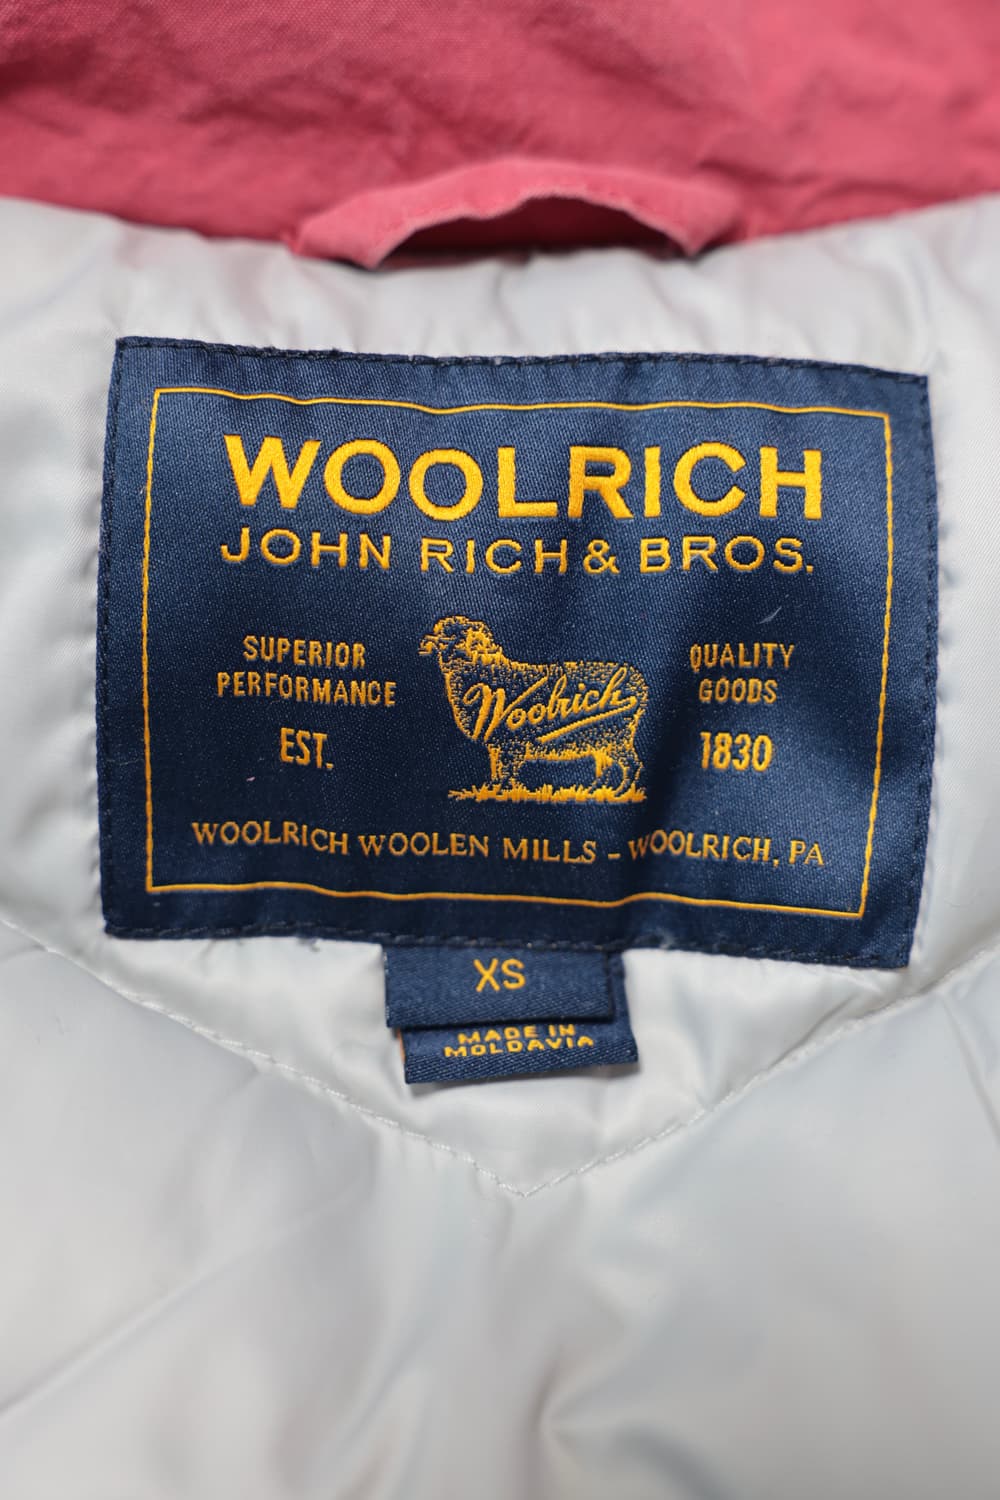 WOOLRICH
JOHN RICH & BROS.
SUPERIOR
PERFORMANCE
EST.
Woolrich
QUALITY
GOODS
1830
WOOLRICH WOOLEN MILLS - WOOLRICH, PA
XS
MADE IN
MOLDAVIA